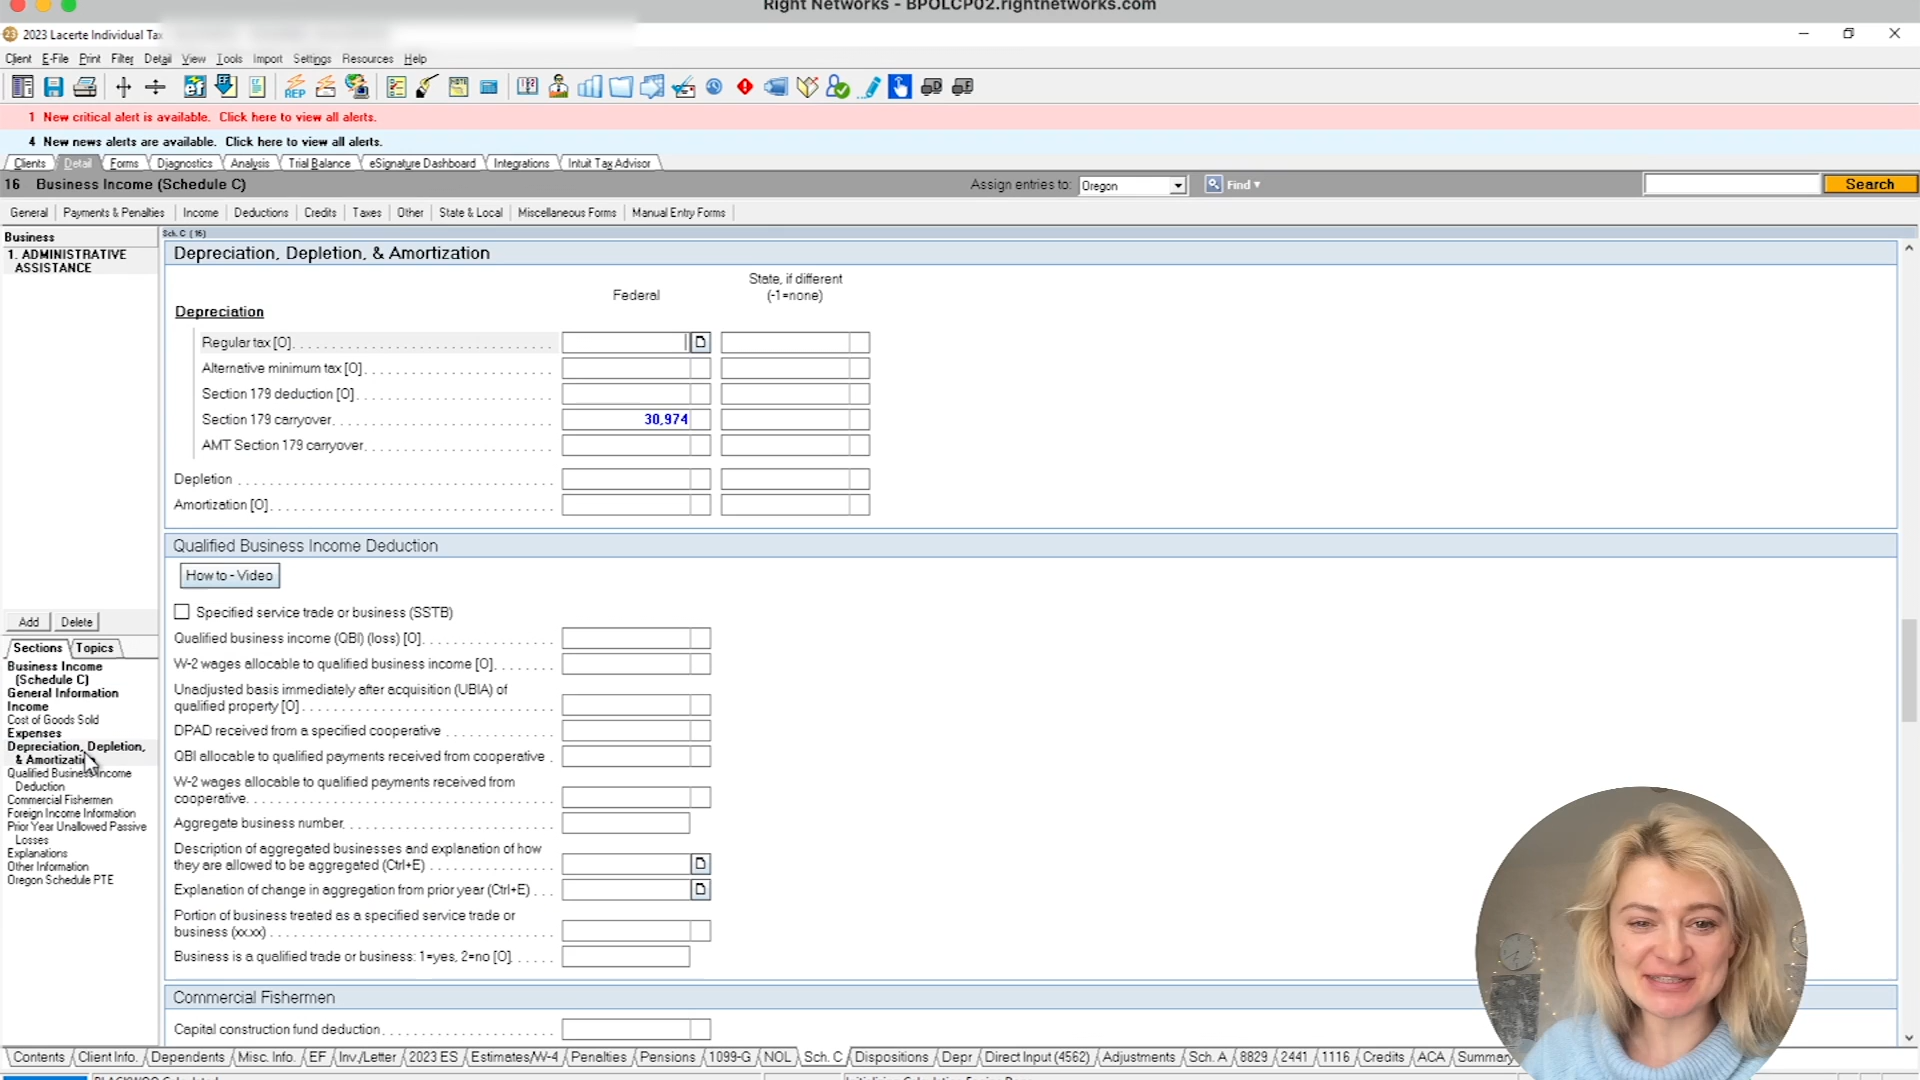 Right Networks - BPOLCP02.rightnetworks.com
2023 Lacerte Individual Tax
Client E-File Print Filter Detail View Tools Import Settings Resources Help
1 New critical alert is available. Click here to view all alerts.
4 New news alerts are available. Click here to view all alerts.
Clients Detail Forms Diagnostics Analysis Trial Balance eSignature Dashboard Integrations Intuit Tax Advisor
16 Business Income (Schedule C) Assign entries to: Oregon Find Search
General Payments & Penalties Income Deductions Credits Taxes Other State & Local Miscellaneous Forms Manual Entry Forms
Business
1. ADMINISTRATIVE
ASSISTANCE
Add Delete
Sections Topics
Business Income
(Schedule C)
General Information
Income
Cost of Goods Sold
Expenses
Depreciation, Depletion,
& Amortization
Qualified Business Income
Deduction
Commercial Fishermen
Foreign Income Information
Prior Year Unallowed Passive
Losses
Explanations
Other Information
Oregon Schedule PTE
Sch. C (16)
Depreciation, Depletion, & Amortization
State, if different
Federal (-1=none)
Depreciation
Regular tax [O]
Alternative minimum tax [O]
Section 179 deduction [O]
Section 179 carryover 30,974
AMT Section 179 carryover
Depletion
Amortization [O]
Qualified Business Income Deduction
How to - Video
Specified service trade or business (SSTB)
Qualified business income (QBI) (loss) [O]
W-2 wages allocable to qualified business income [O]
Unadjusted basis immediately after acquisition (UBIA) of
qualified property [O]
DPAD received from a specified cooperative
QBI allocable to qualified payments received from cooperative
W-2 wages allocable to qualified payments received from
cooperative
Aggregate business number
Description of aggregated businesses and explanation of how
they are allowed to be aggregated (Ctrl+E)
Explanation of change in aggregation from prior year (Ctrl+E)
Portion of business treated as a specified service trade or
business (xx.xx)
Business is a qualified trade or business: 1=yes, 2=no [O]
Commercial Fishermen
Capital construction fund deduction
Contents Client Info. Dependents Misc. Info. EF Inv./Letter 2023 ES Estimates/W-4 Penalties Pensions 1099-G NOL Sch. C Dispositions Depr Direct Input (4562) Adjustments Sch. A 8829 2441 1116 Credits ACA Summary